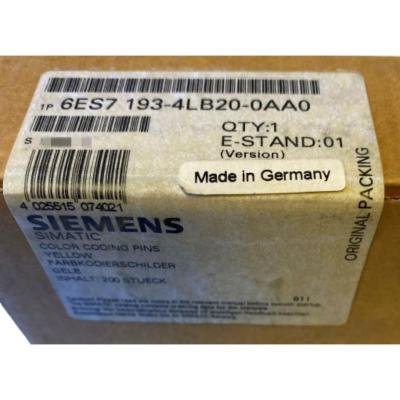 1P 6ES7 193-4LB20-0AA0
QTY:1
S E-STAND:01
(Version)
Made in Germany
4 025515 074021
SIEMENS
SIMATIC
COLOR CODING PINS
YELLOW
FARBKODIERSCHILDER
GELB
INHALT: 200 STUECK
ORIGINAL PACKING